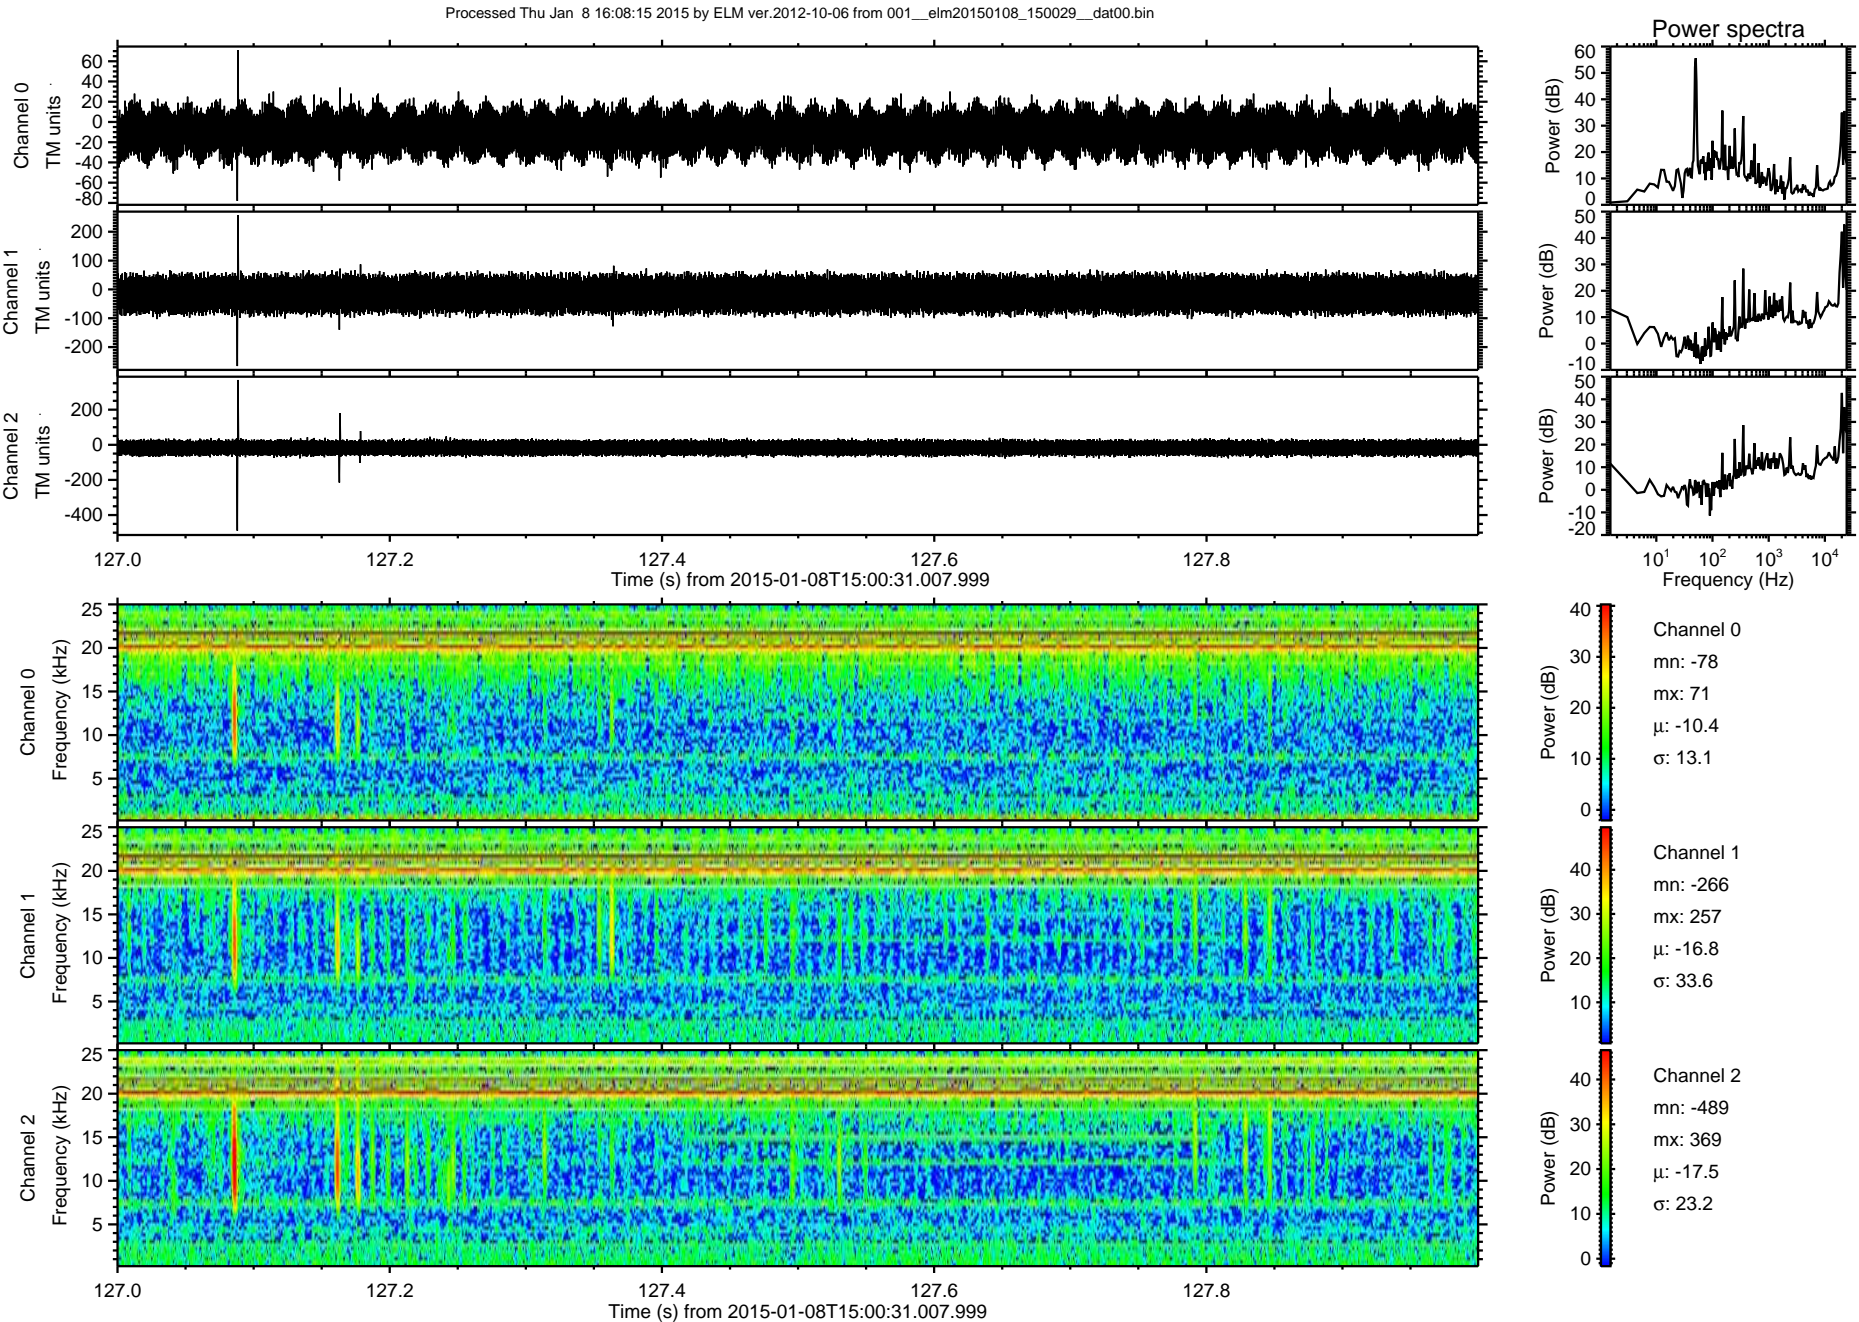 Processed Thu Jan  8 16:08:15 2015 by ELM ver.2012-10-06 from 001__elm20150108_150029__dat00.bin
Power spectra
Channel 0
TM units
60
40
20
0
-20
-40
-60
-80
Power (dB)
60
50
40
30
20
10
0
Channel 1
TM units
200
100
0
-100
-200
Power (dB)
50
40
30
20
10
0
-10
Channel 2
TM units
200
0
-200
-400
Power (dB)
50
40
30
20
10
0
-10
-20
127.0 127.2 127.4 127.6 127.8
Time (s) from 2015-01-08T15:00:31.007.999
10^1 10^2 10^3 10^4
Frequency (Hz)
Channel 0
Frequency (kHz)
25
20
15
10
5
Power (dB)
40
30
20
10
0
Channel 0
mn: -78
mx: 71
μ: -10.4
σ: 13.1
Channel 1
Frequency (kHz)
25
20
15
10
5
Power (dB)
40
30
20
10
Channel 1
mn: -266
mx: 257
μ: -16.8
σ: 33.6
Channel 2
Frequency (kHz)
25
20
15
10
5
Power (dB)
40
30
20
10
0
Channel 2
mn: -489
mx: 369
μ: -17.5
σ: 23.2
127.0 127.2 127.4 127.6 127.8
Time (s) from 2015-01-08T15:00:31.007.999